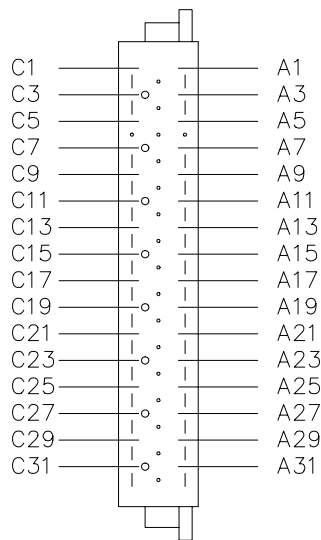 C1 A1
C3 A3
C5 A5
C7 A7
C9 A9
C11 A11
C13 A13
C15 A15
C17 A17
C19 A19
C21 A21
C23 A23
C25 A25
C27 A27
C29 A29
C31 A31